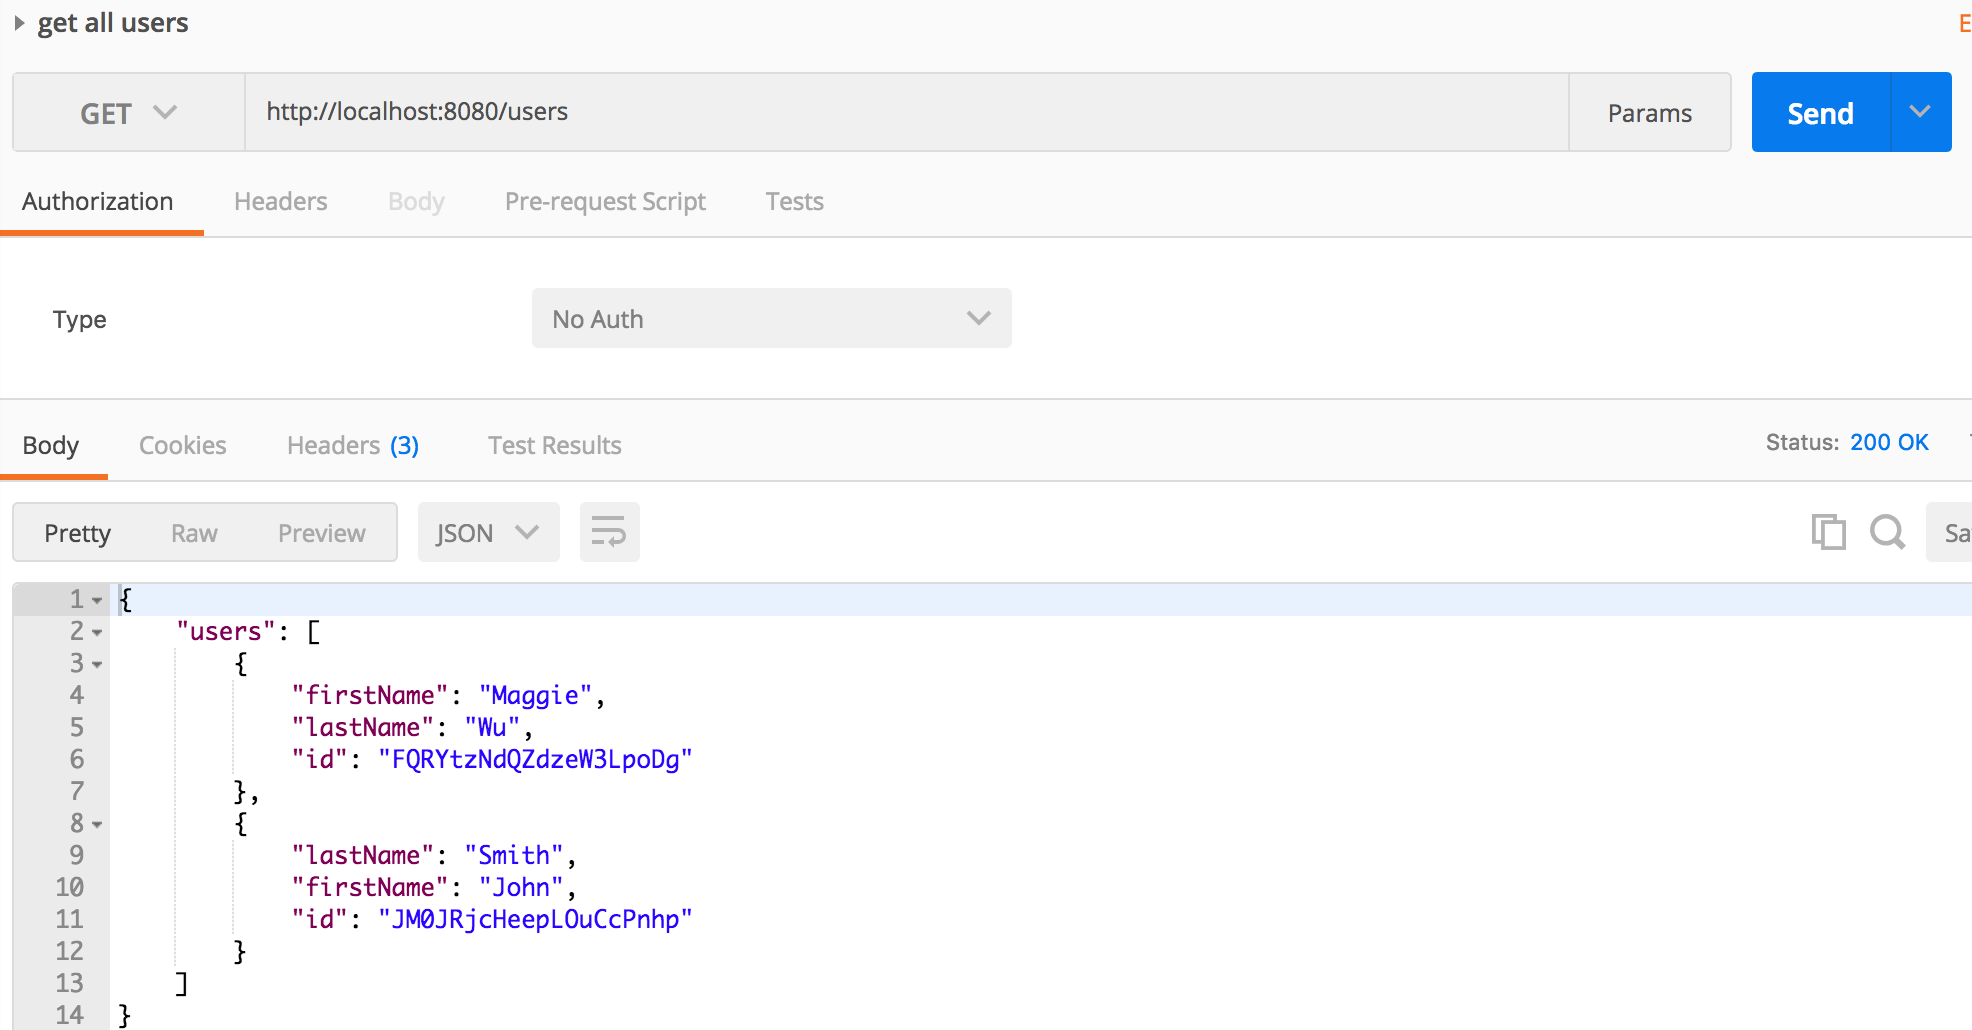 get all users
E
GET http://localhost:8080/users Params Send
Authorization Headers Body Pre-request Script Tests
Type No Auth
Body Cookies Headers (3) Test Results Status: 200 OK
Pretty Raw Preview JSON Sa
1 {
2 "users": [
3 {
4 "firstName": "Maggie",
5 "lastName": "Wu",
6 "id": "FQRYtzNdQZdzeW3LpoDg"
7 },
8 {
9 "lastName": "Smith",
10 "firstName": "John",
11 "id": "JM0JRjcHeepLOuCcPnhp"
12 }
13 ]
14 }